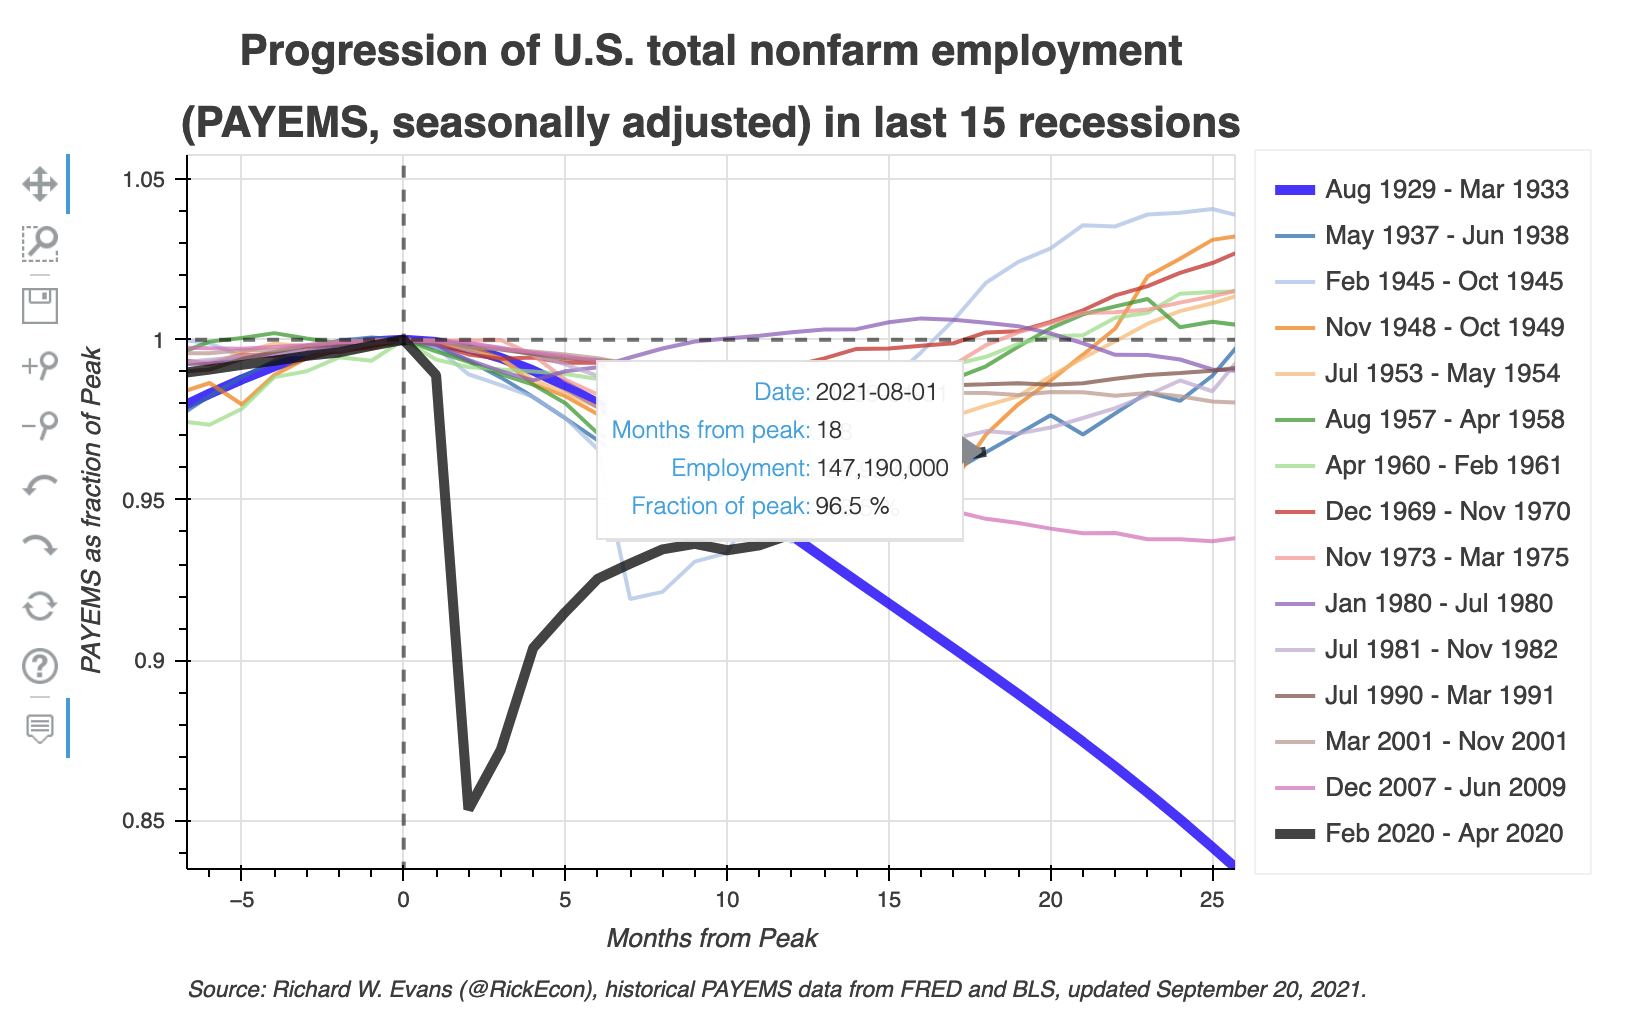 Progression of U.S. total nonfarm employment
(PAYEMS, seasonally adjusted) in last 15 recessions
PAYEMS as fraction of Peak
1.05
1
0.95
0.9
0.85
Date: 2021-08-01
Months from peak: 18
Employment: 147,190,000
Fraction of peak: 96.5 %
−5
0
5
10
15
20
25
Months from Peak
Aug 1929 - Mar 1933
May 1937 - Jun 1938
Feb 1945 - Oct 1945
Nov 1948 - Oct 1949
Jul 1953 - May 1954
Aug 1957 - Apr 1958
Apr 1960 - Feb 1961
Dec 1969 - Nov 1970
Nov 1973 - Mar 1975
Jan 1980 - Jul 1980
Jul 1981 - Nov 1982
Jul 1990 - Mar 1991
Mar 2001 - Nov 2001
Dec 2007 - Jun 2009
Feb 2020 - Apr 2020
Source: Richard W. Evans (@RickEcon), historical PAYEMS data from FRED and BLS, updated September 20, 2021.